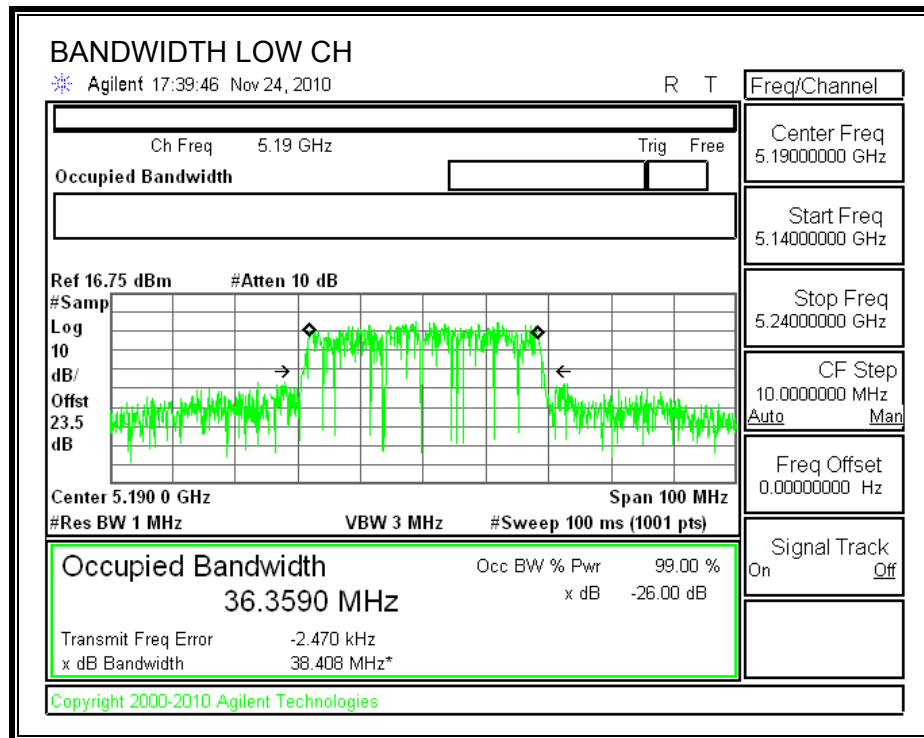 BANDWIDTH LOW CH
Agilent 17:39:46 Nov 24, 2010 R T
Freq/Channel
Ch Freq 5.19 GHz Trig Free
Occupied Bandwidth
Center Freq
5.19000000 GHz
Start Freq
5.14000000 GHz
Stop Freq
5.24000000 GHz
CF Step
10.0000000 MHz
Auto Man
Freq Offset
0.00000000 Hz
Signal Track
On Off
Ref 16.75 dBm #Atten 10 dB
#Samp
Log
10
dB/
Offst
23.5
dB
Center 5.190 0 GHz Span 100 MHz
#Res BW 1 MHz VBW 3 MHz #Sweep 100 ms (1001 pts)
Occupied Bandwidth Occ BW % Pwr 99.00 %
36.3590 MHz x dB -26.00 dB
Transmit Freq Error -2.470 kHz
x dB Bandwidth 38.408 MHz*
Copyright 2000-2010 Agilent Technologies